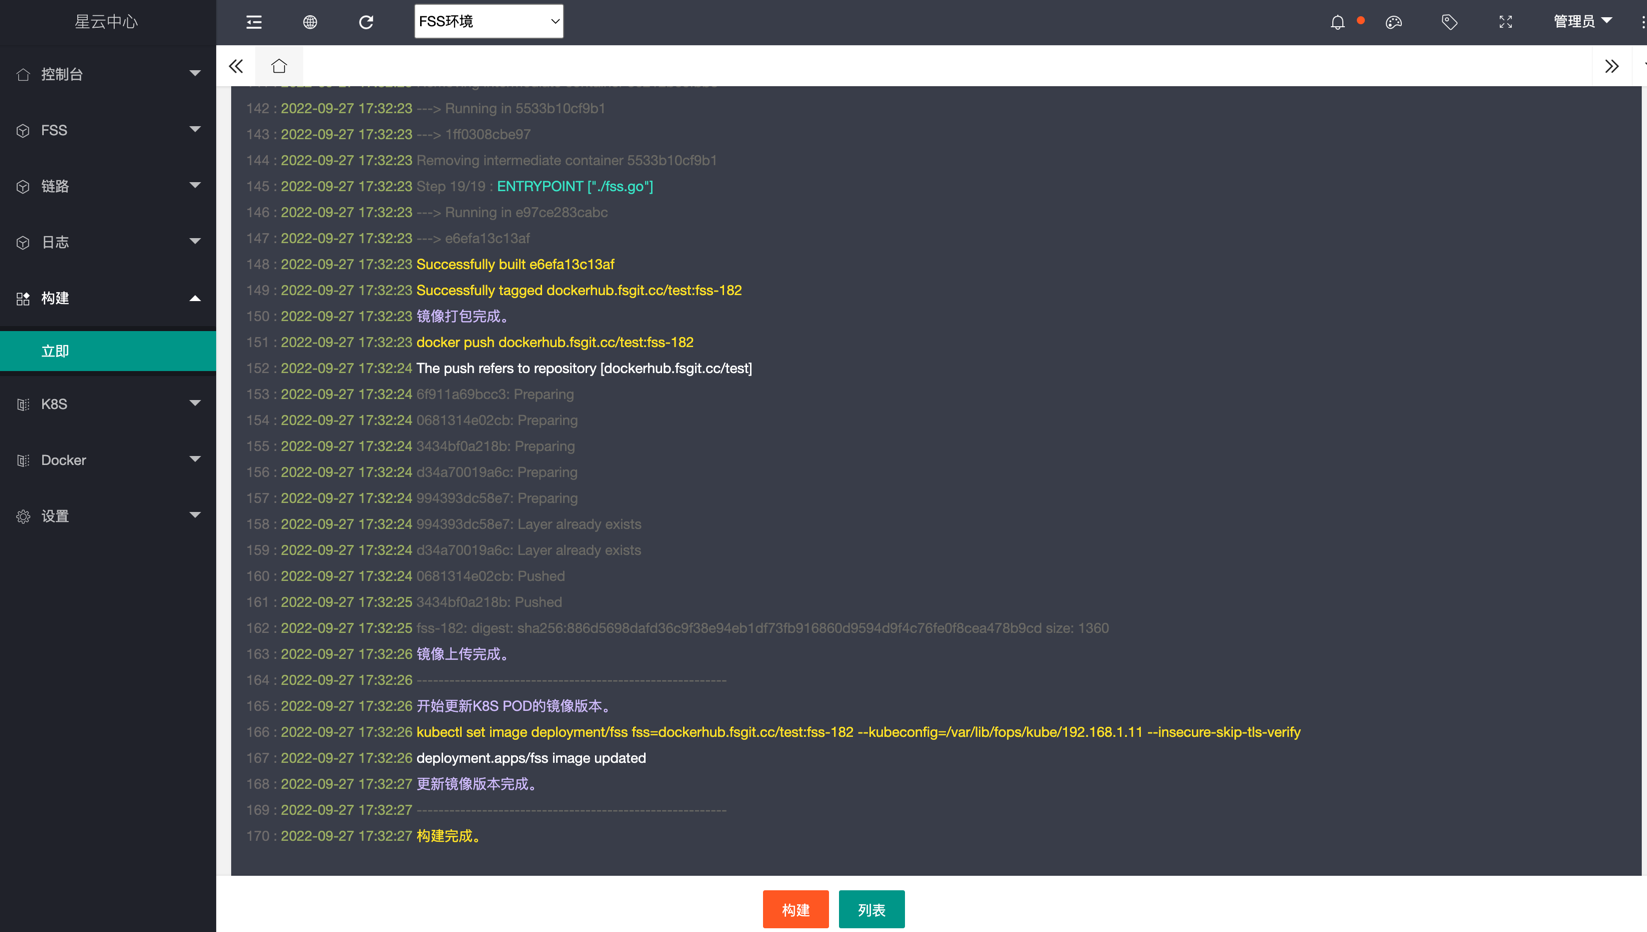 星云中心
FSS环境
管理员
控制台
FSS
链路
日志
构建
立即
K8S
Docker
设置
142 : 2022-09-27 17:32:23 ---> Running in 5533b10cf9b1
143 : 2022-09-27 17:32:23 ---> 1ff0308cbe97
144 : 2022-09-27 17:32:23 Removing intermediate container 5533b10cf9b1
145 : 2022-09-27 17:32:23 Step 19/19 : ENTRYPOINT ["./fss.go"]
146 : 2022-09-27 17:32:23 ---> Running in e97ce283cabc
147 : 2022-09-27 17:32:23 ---> e6efa13c13af
148 : 2022-09-27 17:32:23 Successfully built e6efa13c13af
149 : 2022-09-27 17:32:23 Successfully tagged dockerhub.fsgit.cc/test:fss-182
150 : 2022-09-27 17:32:23 镜像打包完成。
151 : 2022-09-27 17:32:23 docker push dockerhub.fsgit.cc/test:fss-182
152 : 2022-09-27 17:32:24 The push refers to repository [dockerhub.fsgit.cc/test]
153 : 2022-09-27 17:32:24 6f911a69bcc3: Preparing
154 : 2022-09-27 17:32:24 0681314e02cb: Preparing
155 : 2022-09-27 17:32:24 3434bf0a218b: Preparing
156 : 2022-09-27 17:32:24 d34a70019a6c: Preparing
157 : 2022-09-27 17:32:24 994393dc58e7: Preparing
158 : 2022-09-27 17:32:24 994393dc58e7: Layer already exists
159 : 2022-09-27 17:32:24 d34a70019a6c: Layer already exists
160 : 2022-09-27 17:32:24 0681314e02cb: Pushed
161 : 2022-09-27 17:32:25 3434bf0a218b: Pushed
162 : 2022-09-27 17:32:25 fss-182: digest: sha256:886d5698dafd36c9f38e94eb1df73fb916860d9594d9f4c76fe0f8cea478b9cd size: 1360
163 : 2022-09-27 17:32:26 镜像上传完成。
164 : 2022-09-27 17:32:26 ---------------------------------------------------------
165 : 2022-09-27 17:32:26 开始更新K8S POD的镜像版本。
166 : 2022-09-27 17:32:26 kubectl set image deployment/fss fss=dockerhub.fsgit.cc/test:fss-182 --kubeconfig=/var/lib/fops/kube/192.168.1.11 --insecure-skip-tls-verify
167 : 2022-09-27 17:32:26 deployment.apps/fss image updated
168 : 2022-09-27 17:32:27 更新镜像版本完成。
169 : 2022-09-27 17:32:27 ---------------------------------------------------------
170 : 2022-09-27 17:32:27 构建完成。
构建
列表